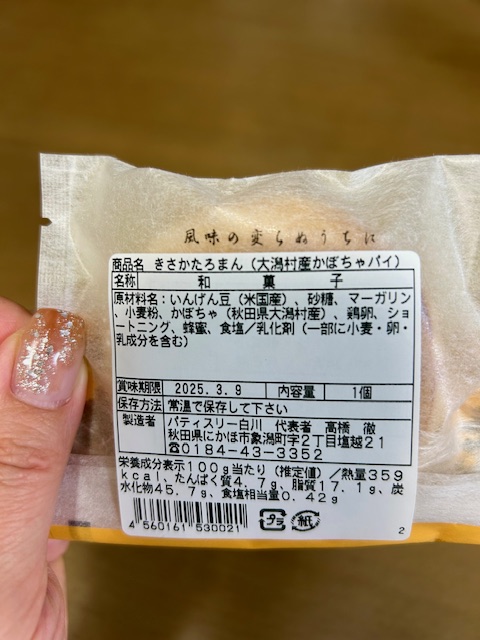 風味の変らぬうちに
商品名 きさかたろまん(大潟村産かぼちゃパイ)
名称 和菓子
原材料名:いんげん豆(米国産)、砂糖、マーガリン
、小麦粉、かぼちゃ(秋田県大潟村産)、鶏卵、ショ
ートニング、蜂蜜、食塩/乳化剤(一部に小麦・卵・
乳成分を含む)
賞味期限 2025.3.9 内容量 1個
保存方法 常温で保存して下さい
製造者 パティスリー白川 代表者 高橋 徹
秋田県にかほ市象潟町字2丁目塩越21
☎0184-43-3352
栄養成分表示100g当たり(推定値)/熱量359
kcal、たんぱく質4.7g、脂質17.1g、炭
水化物45.7g、食塩相当量0.42g
4 560161 530021 プラ 紙
2